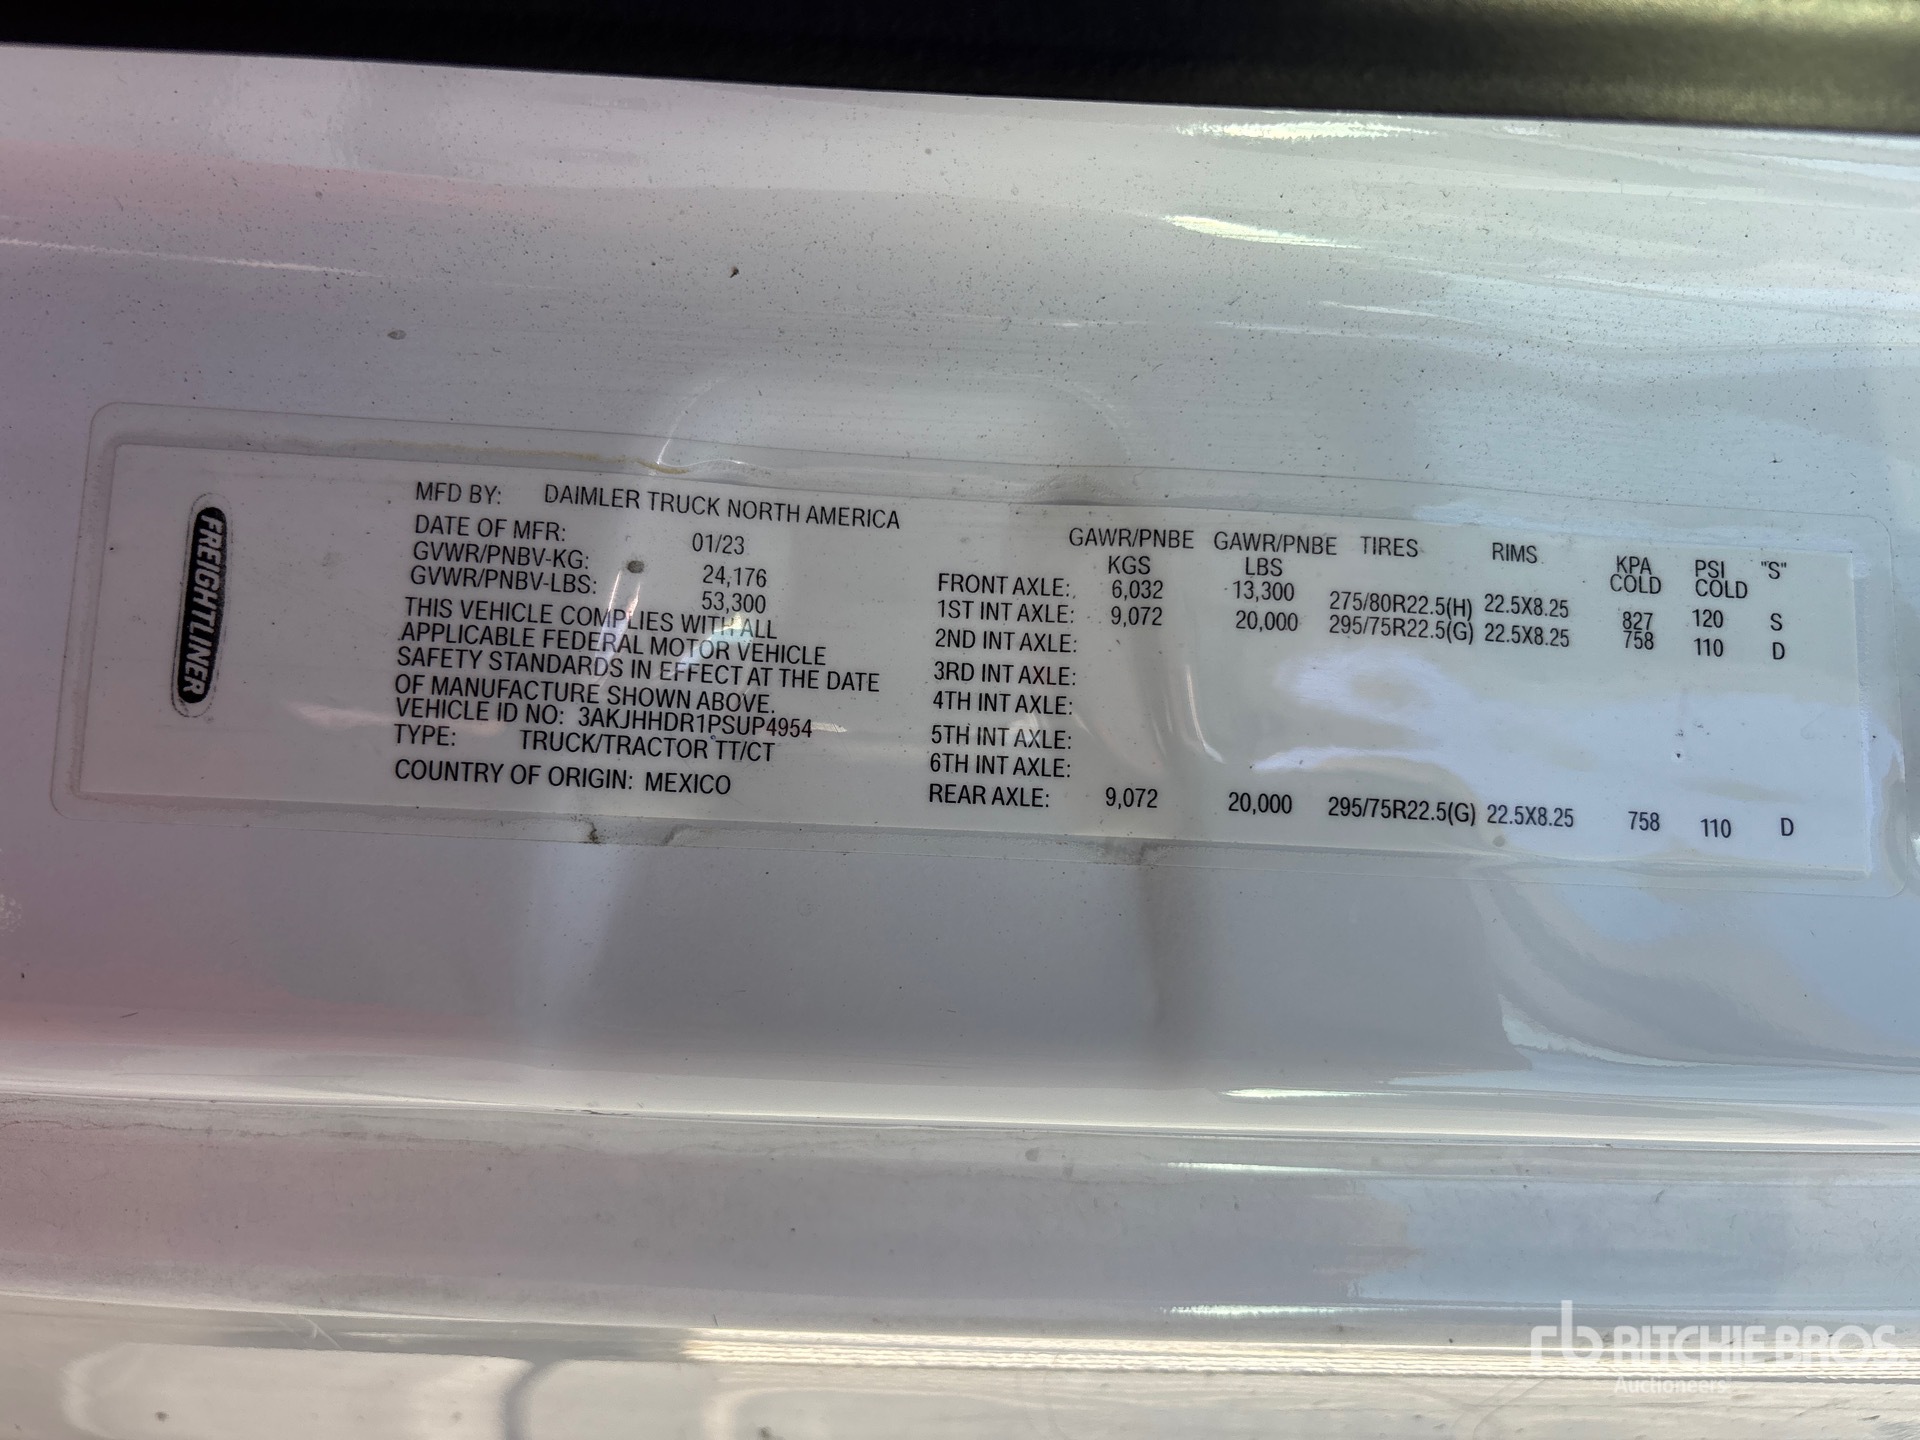 FREIGHTLINER
MFD BY: DAIMLER TRUCK NORTH AMERICA
DATE OF MFR: 01/23
GVWR/PNBV-KG: 24,176
GVWR/PNBV-LBS: 53,300
THIS VEHICLE COMPLIES WITH ALL
APPLICABLE FEDERAL MOTOR VEHICLE
SAFETY STANDARDS IN EFFECT AT THE DATE
OF MANUFACTURE SHOWN ABOVE.
VEHICLE ID NO: 3AKJHHDR1PSUP4954
TYPE: TRUCK/TRACTOR TT/CT
COUNTRY OF ORIGIN: MEXICO
GAWR/PNBE GAWR/PNBE TIRES RIMS KPA PSI "S"
KGS LBS COLD COLD
FRONT AXLE: 6,032 13,300 275/80R22.5(H) 22.5X8.25 827 120 S
1ST INT AXLE: 9,072 20,000 295/75R22.5(G) 22.5X8.25 758 110 D
2ND INT AXLE:
3RD INT AXLE:
4TH INT AXLE:
5TH INT AXLE:
6TH INT AXLE:
REAR AXLE: 9,072 20,000 295/75R22.5(G) 22.5X8.25 758 110 D
rb RITCHIE BROS.
Auctioneers